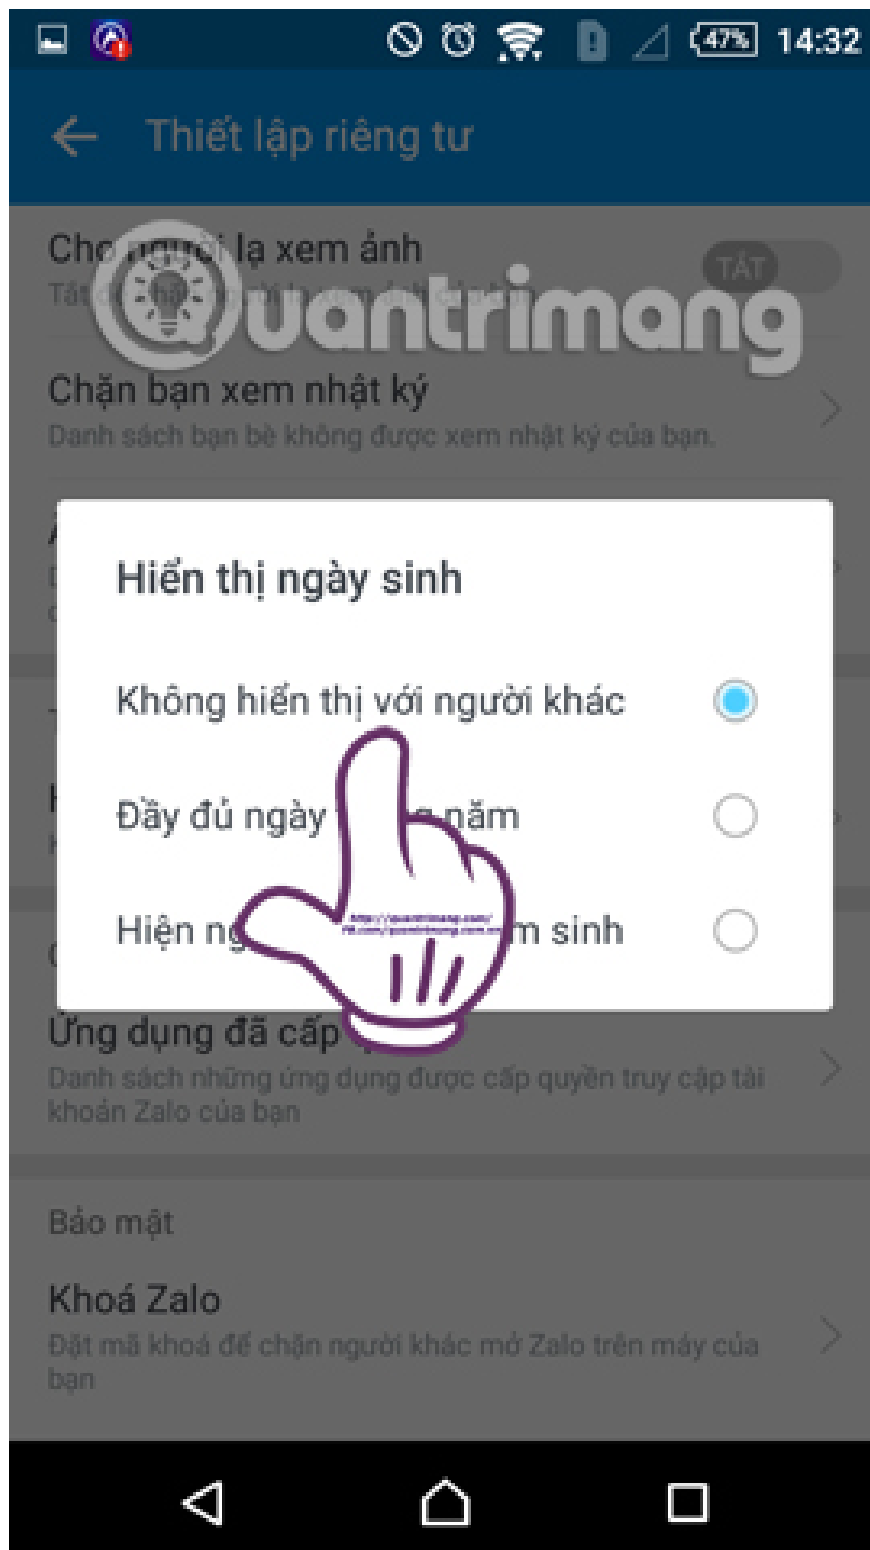 47%
14:32
Thiết lập riêng tư
Cho người lạ xem ảnh
TẮT
Quantrimang
Chặn bạn xem nhật ký
Danh sách bạn bè không được xem nhật ký của bạn.
Hiển thị ngày sinh
Không hiển thị với người khác
Đầy đủ ngày năm
Hiện sinh
http://quantrimang.com/
Ứng dụng đã cấp
Danh sách những ứng dụng được cấp quyền truy cập tài
khoản Zalo của bạn
Bảo mật
Khoá Zalo
Đặt mã khoá để chặn người khác mở Zalo trên máy của
bạn